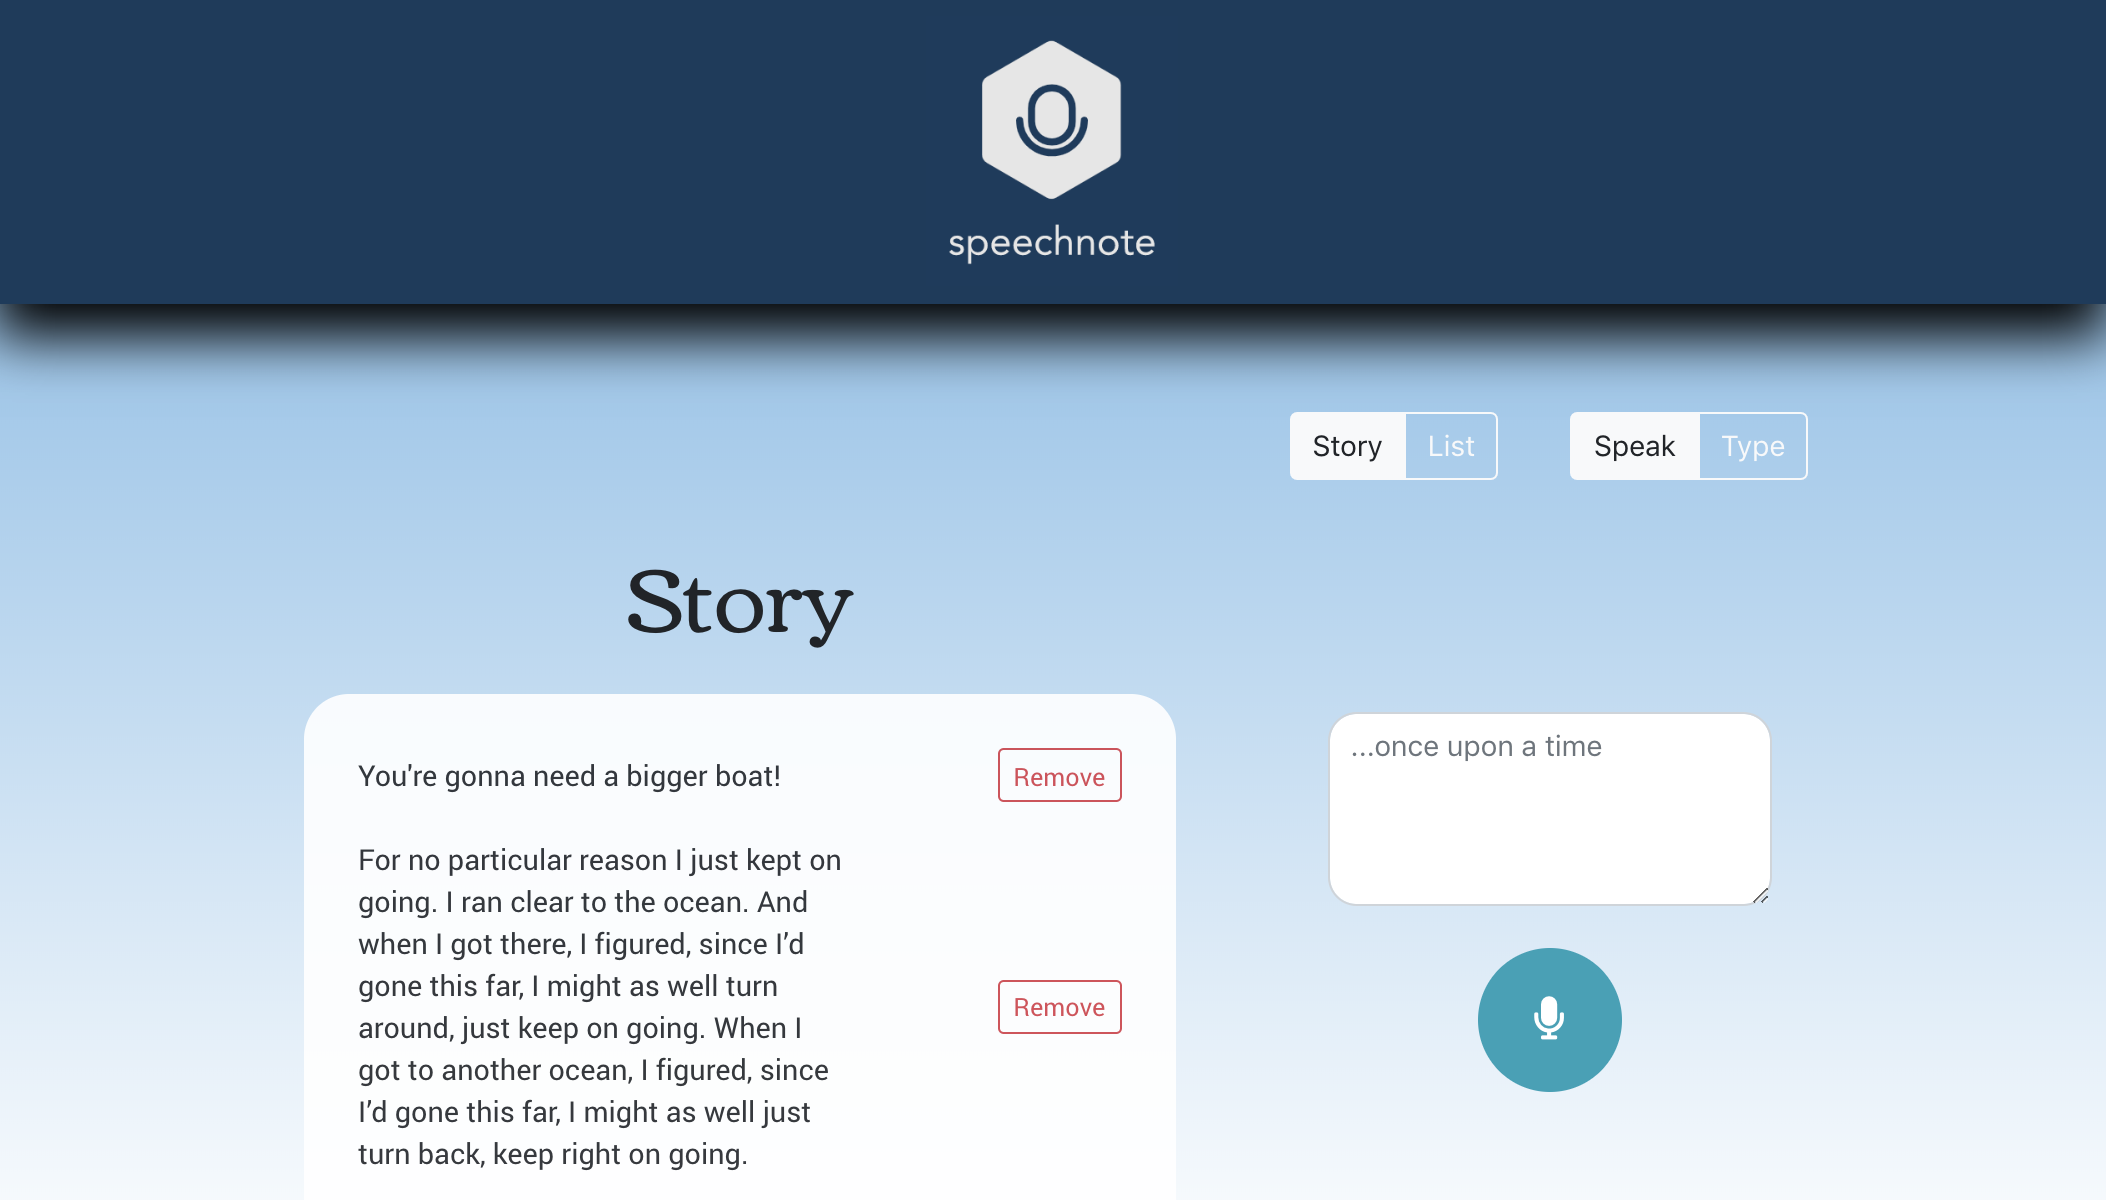 speechnote
Story List Speak Type
Story
You're gonna need a bigger boat! Remove
For no particular reason I just kept on
going. I ran clear to the ocean. And
when I got there, I figured, since I’d
gone this far, I might as well turn
around, just keep on going. When I
got to another ocean, I figured, since
I’d gone this far, I might as well just
turn back, keep right on going.
Remove
...once upon a time